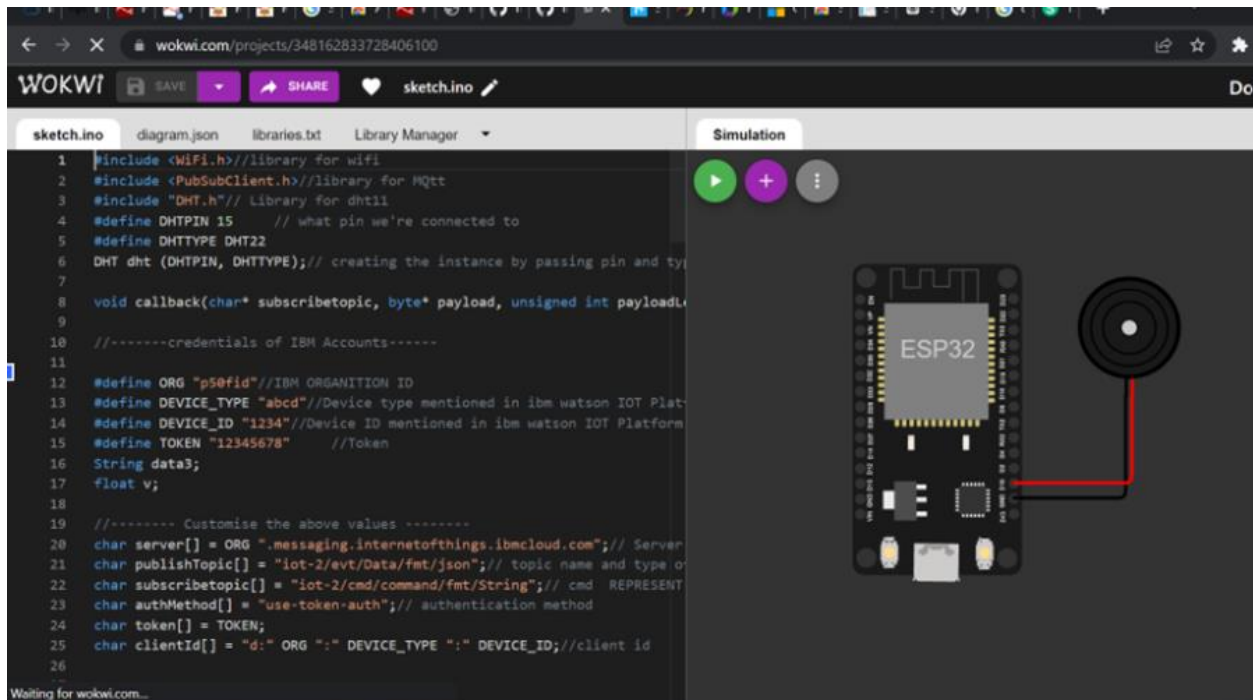 wokwi.com/projects/348162833728406100
WOKWI SAVE SHARE sketch.ino Do
sketch.ino diagram.json libraries.txt Library Manager
1 #include <WiFi.h>//library for wifi
2 #include <PubSubClient.h>//library for MQtt
3 #include "DHT.h"// Library for dht11
4 #define DHTPIN 15 // what pin we're connected to
5 #define DHTTYPE DHT22
6 DHT dht (DHTPIN, DHTTYPE);// creating the instance by passing pin and typ
7
8 void callback(char* subscribetopic, byte* payload, unsigned int payloadL
9
10 //-------credentials of IBM Accounts------
11
12 #define ORG "p50fid"//IBM ORGANITION ID
13 #define DEVICE_TYPE "abcd"//Device type mentioned in ibm watson IOT Plat
14 #define DEVICE_ID "1234"//Device ID mentioned in ibm watson IOT Platform
15 #define TOKEN "12345678" //Token
16 String data3;
17 float v;
18
19 //-------- Customise the above values --------
20 char server[] = ORG ".messaging.internetofthings.ibmcloud.com";// Server
21 char publishTopic[] = "iot-2/evt/Data/fmt/json";// topic name and type o
22 char subscribetopic[] = "iot-2/cmd/command/fmt/String";// cmd REPRESENT
23 char authMethod[] = "use-token-auth";// authentication method
24 char token[] = TOKEN;
25 char clientId[] = "d:" ORG ":" DEVICE_TYPE ":" DEVICE_ID;//client id
26
Waiting for wokwi.com...
Simulation
ESP32